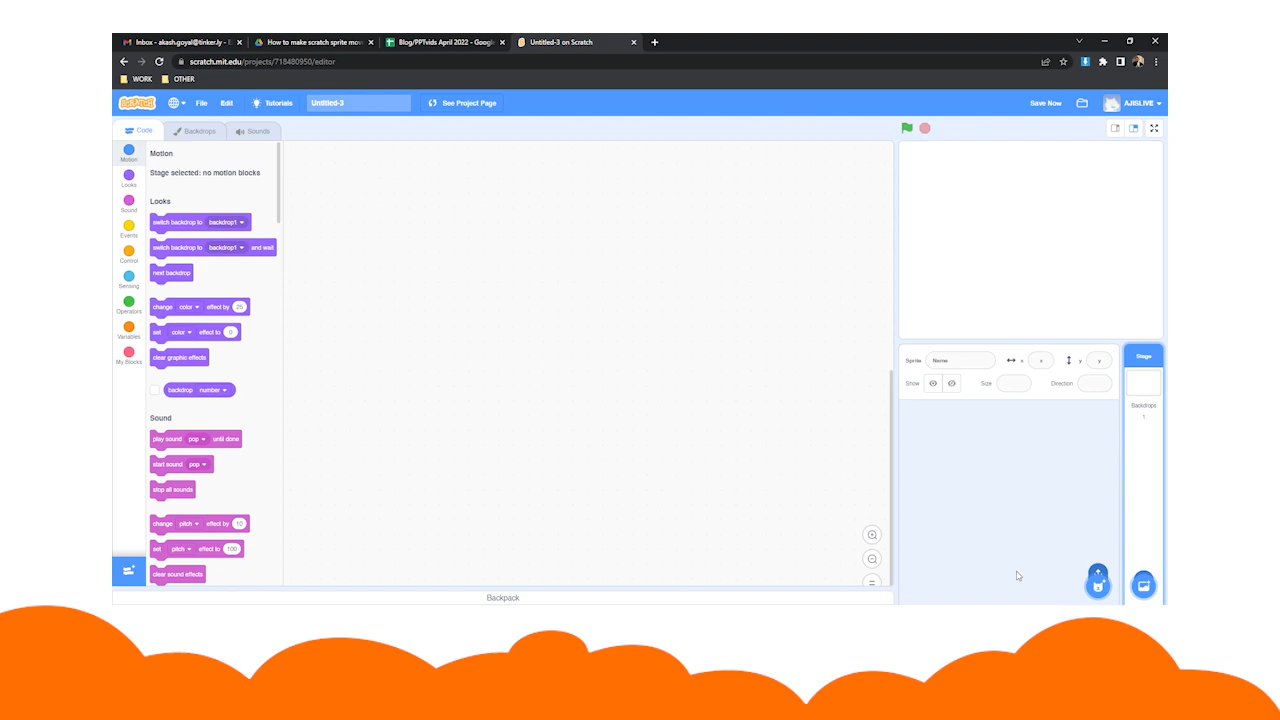 Inbox - akash.goyal@tinker.ly - E
How to make scratch sprite mov
Blog/PPTvids April 2022 - Googl
Untitled-3 on Scratch
scratch.mit.edu/projects/718480950/editor
WORK
OTHER
SCRATCH
File
Edit
Tutorials
Untitled-3
See Project Page
Save Now
AJISLIVE
Code
Backdrops
Sounds
Motion
Looks
Sound
Events
Control
Sensing
Operators
Variables
My Blocks
Motion
Stage selected: no motion blocks
Looks
switch backdrop to backdrop1
switch backdrop to backdrop1 and wait
next backdrop
change color effect by 25
set color effect to 0
clear graphic effects
backdrop number
Sound
play sound pop until done
start sound pop
stop all sounds
change pitch effect by 10
set pitch effect to 100
clear sound effects
Backpack
Sprite Name x x y y
Show Size Direction
Stage
Backdrops
1